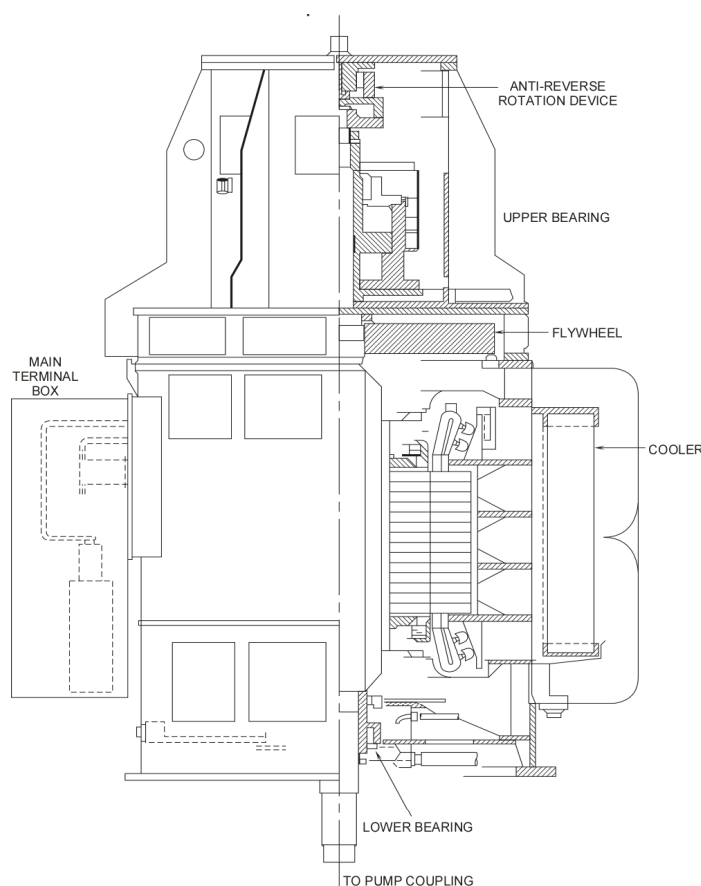 ANTI-REVERSE
ROTATION DEVICE
UPPER BEARING
FLYWHEEL
MAIN
TERMINAL
BOX
COOLER
LOWER BEARING
TO PUMP COUPLING